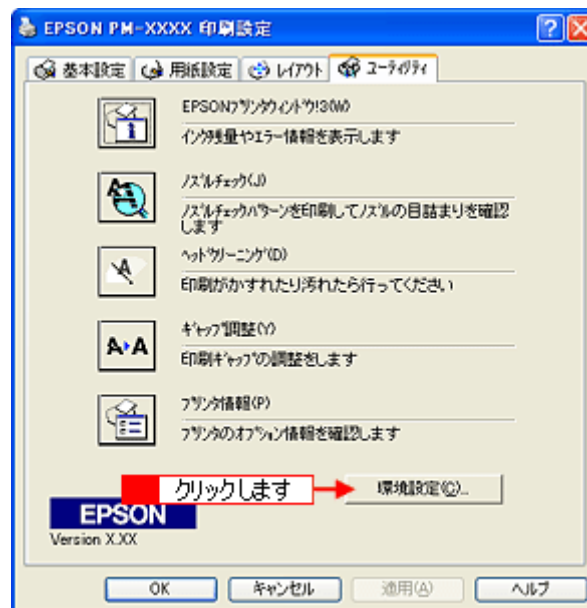 EPSON PM-XXXX 印刷設定
基本設定 用紙設定 レイアウト ユーティリティ
EPSONプリンタウィンドウ!3(W)
インク残量やエラー情報を表示します
ノズルチェック(J)
ノズルチェックパターンを印刷してノズルの目詰まりを確認
します
ヘッドクリーニング(D)
印刷がかすれたり汚れたら行ってください
ギャップ調整(Y)
印刷ギャップの調整をします
プリンタ情報(P)
プリンタのオプション情報を確認します
クリックします 環境設定(C)...
EPSON
Version X.XX
OK キャンセル 適用(A) ヘルプ